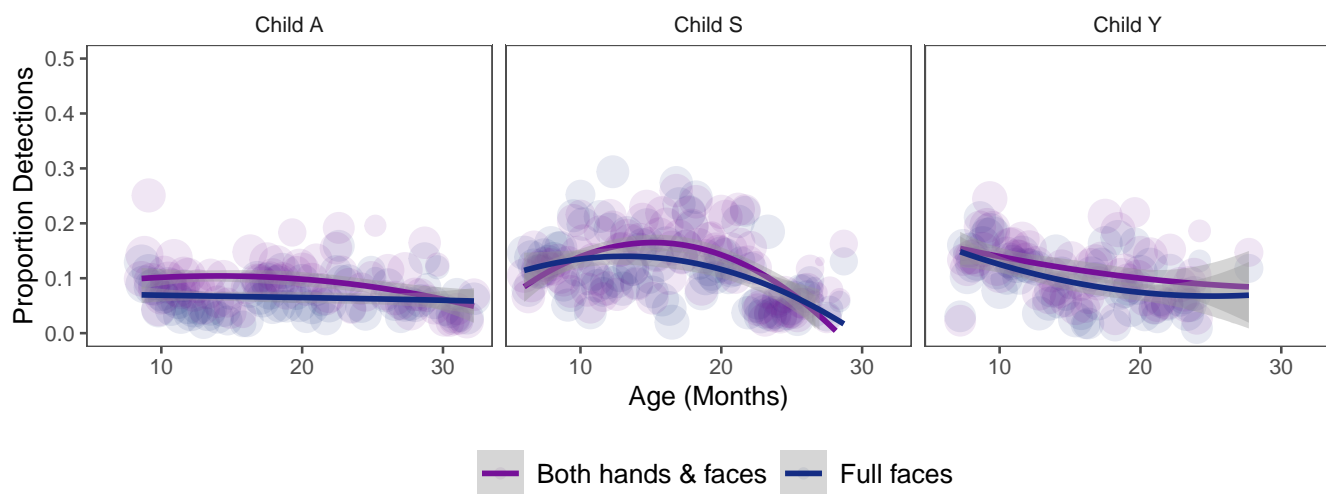 Child A
Child S
Child Y
Proportion Detections
0.5
0.4
0.3
0.2
0.1
0.0
10 20 30
10 20 30
10 20 30
Age (Months)
Both hands & faces Full faces